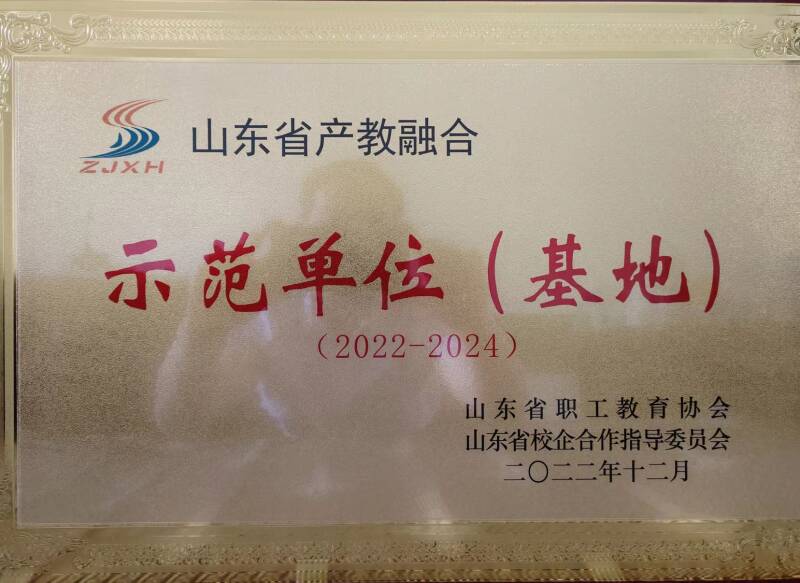 山东省产教融合
ZJXH
示范单位（基地）
（2022-2024）
山东省职工教育协会
山东省校企合作指导委员会
二〇二二年十二月